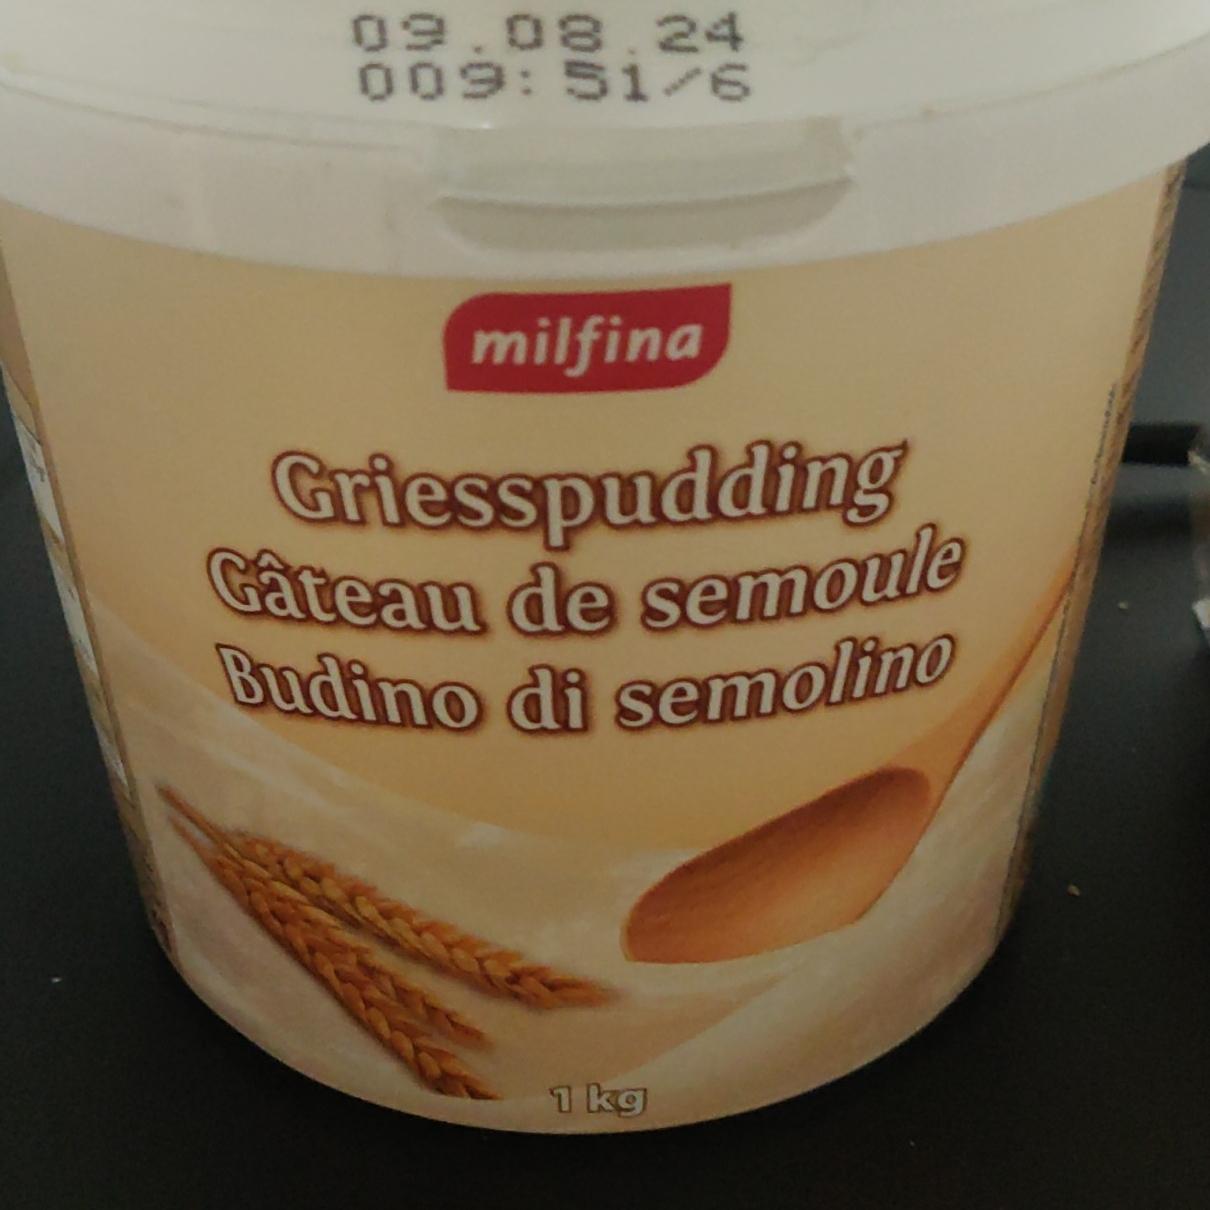 09.08.24
009:51/6
milfina
Griesspudding
Gâteau de semoule
Budino di semolino
1 kg